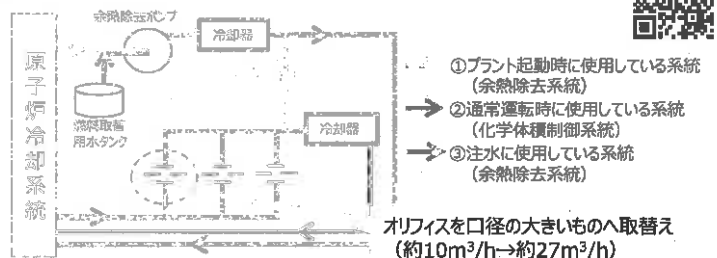 余熱除去ポンプ
冷却器
原子炉冷却系統
燃料取替
用水タンク
冷却器
①プラント起動時に使用している系統
(余熱除去系統)
②通常運転時に使用している系統
(化学体積制御系統)
③注水に使用している系統
(余熱除去系統)
オリフィスを口径の大きいものへ取替え
(約10m³/h→約27m³/h)